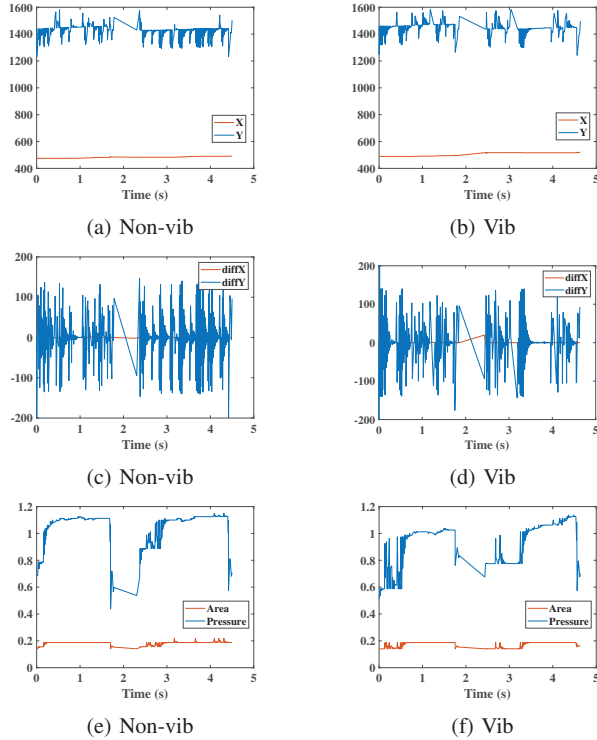 1600
1400
1200
1000
800
600
400
X
Y
0 1 2 3 4 5
Time (s)
(a) Non-vib
1600
1400
1200
1000
800
600
400
X
Y
0 1 2 3 4 5
Time (s)
(b) Vib
200
100
0
-100
-200
diffX
diffY
0 1 2 3 4 5
Time (s)
(c) Non-vib
200
100
0
-100
-200
diffX
diffY
0 1 2 3 4 5
Time (s)
(d) Vib
1.2
1
0.8
0.6
0.4
0.2
0
Area
Pressure
0 1 2 3 4 5
Time (s)
(e) Non-vib
1.2
1
0.8
0.6
0.4
0.2
0
Area
Pressure
0 1 2 3 4 5
Time (s)
(f) Vib